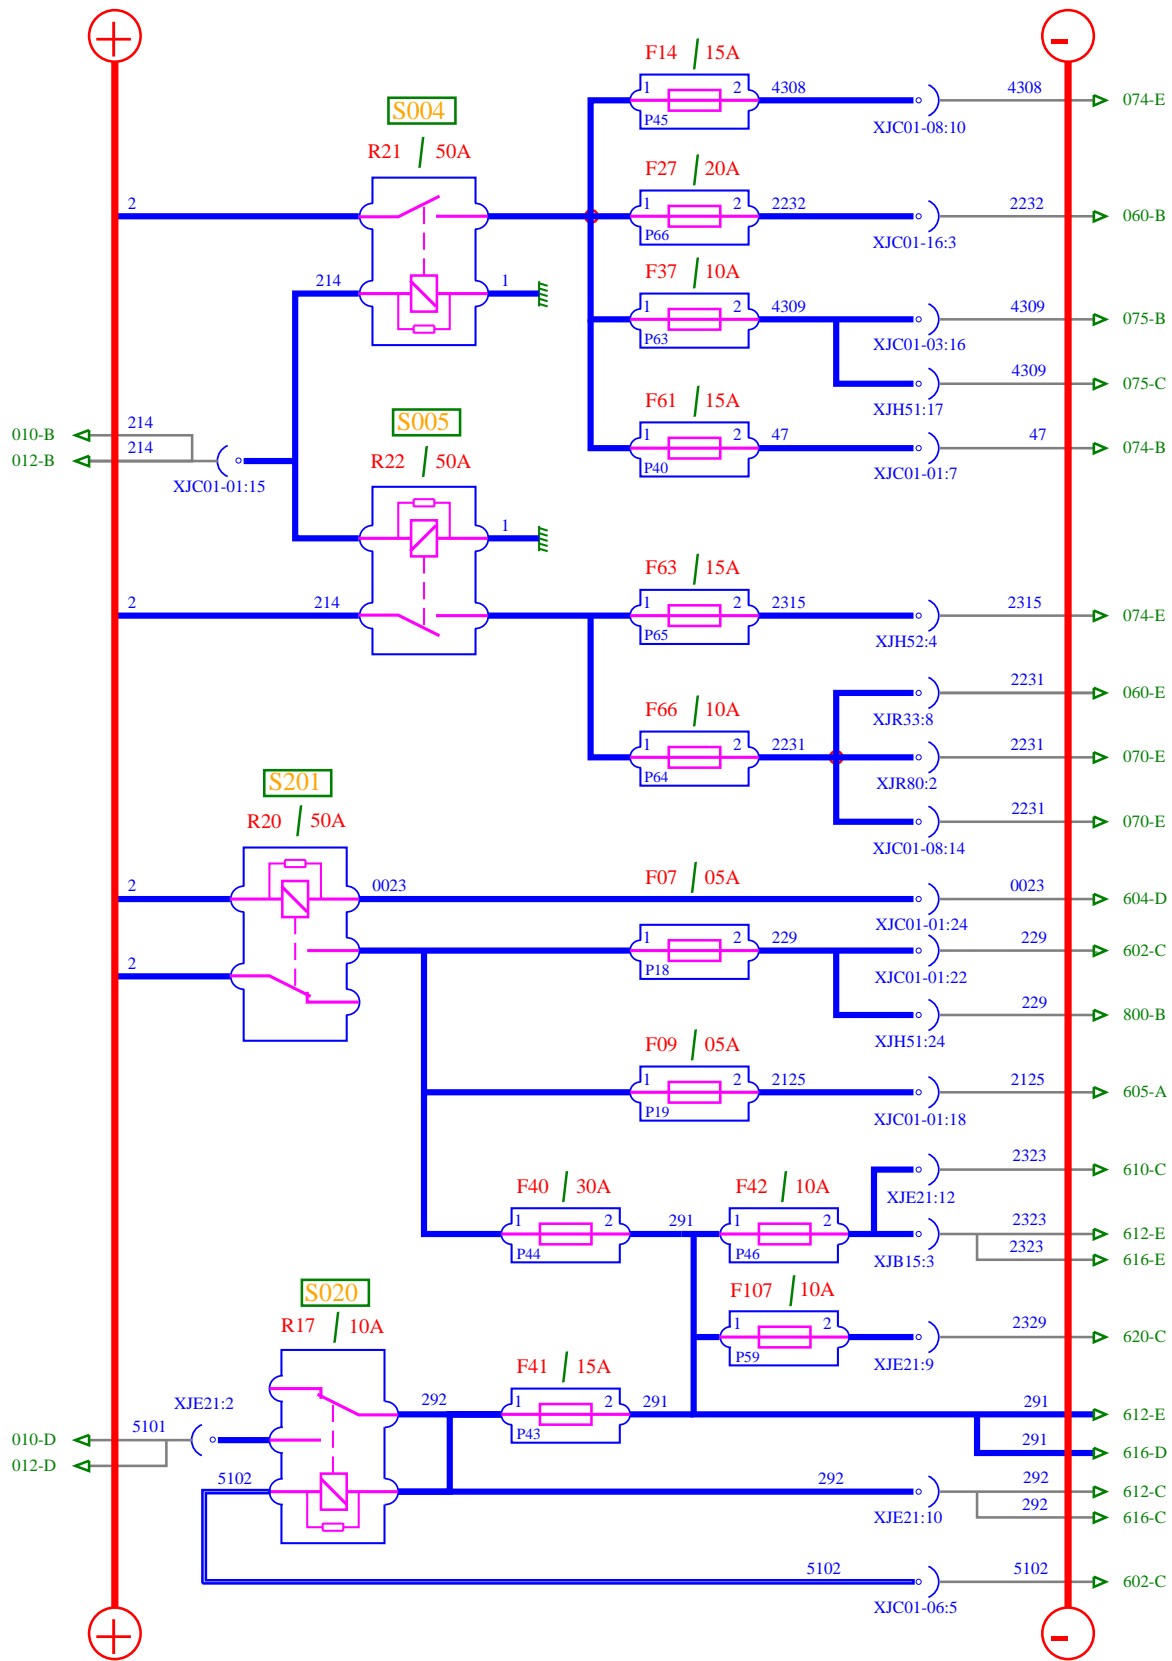 F14 / 15A
1 2 4308 4308
074-E
P45
XJC01-08:10
S004
R21 / 50A
F27 / 20A
2
1 2 2232 2232
060-B
P66
XJC01-16:3
F37 / 10A
214 1
1 2 4309 4309
075-B
P63
XJC01-03:16
4309
075-C
XJH51:17
F61 / 15A
S005
010-B 214
1 2 47 47
074-B
012-B 214
R22 / 50A
P40
XJC01-01:7
XJC01-01:15
1
F63 / 15A
2 214
1 2 2315 2315
074-E
P65
XJH52:4
2231
060-E
F66 / 10A
XJR33:8
1 2 2231 2231
070-E
P64
XJR80:2
S201
R20 / 50A
2231
070-E
XJC01-08:14
F07 / 05A
2 0023 0023
604-D
XJC01-01:24
1 2 229 229
602-C
2
P18
XJC01-01:22
229
800-B
XJH51:24
F09 / 05A
1 2 2125 2125
605-A
P19
XJC01-01:18
2323
610-C
F40 / 30A F42 / 10A
XJE21:12
1 2 291 1 2 2323
612-E
P44 P46 XJB15:3
2323
616-E
S020
F107 / 10A
R17 / 10A
1 2 2329
620-C
P59
XJE21:9
F41 / 15A
XJE21:2
292 1 2 291 291
612-E
010-D 5101
P43
291
616-D
012-D
5102 292 292
612-C
292
616-C
XJE21:10
5102 5102
602-C
XJC01-06:5